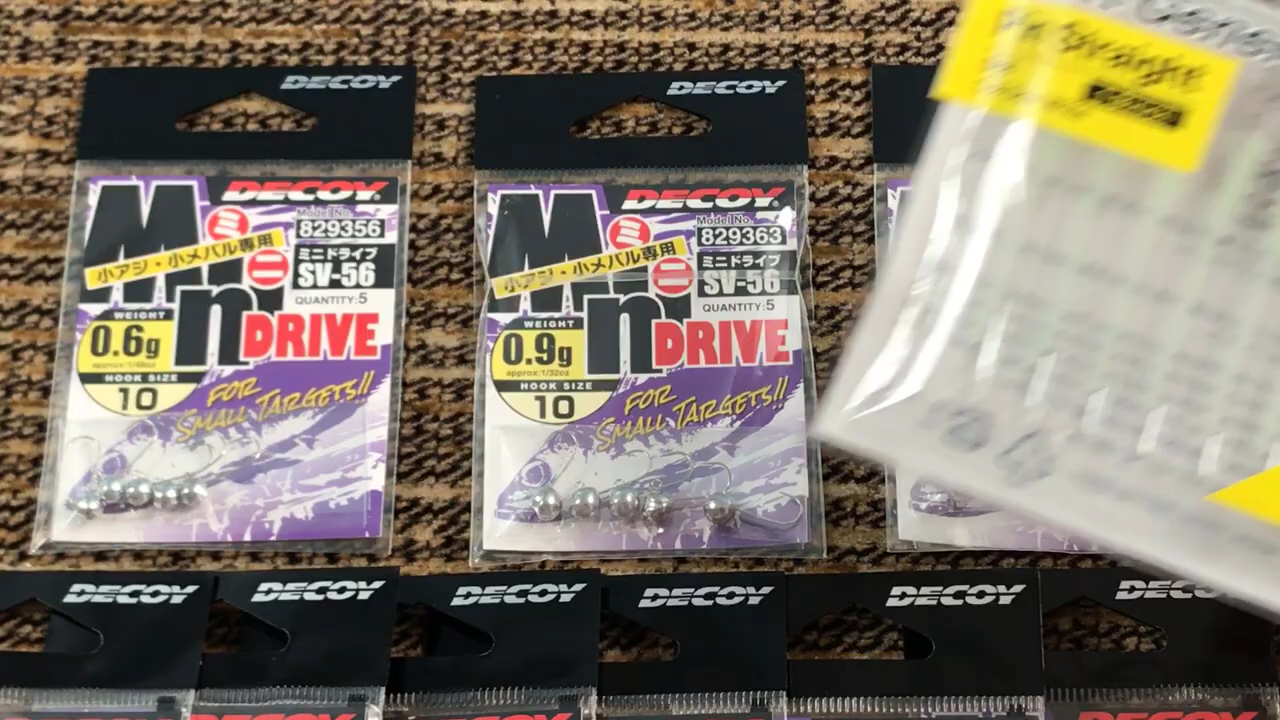 DECOY
DECOY
Mini
ミニ
DRIVE
Model No.
829356
小アジ・小メバル専用
ミニドライブ
SV-56
QUANTITY:5
WEIGHT
0.6g
HOOK SIZE
10
FOR
SMALL TARGETS!!
DECOY
DECOY
Mini
ミニ
DRIVE
Model No.
829363
小アジ・小メバル専用
ミニドライブ
SV-56
QUANTITY:5
WEIGHT
0.9g
approx:1/32oz
HOOK SIZE
10
FOR
SMALL TARGETS!!
Straight
DECOY
DECOY
DECOY
DECOY
DECOY
DECOY